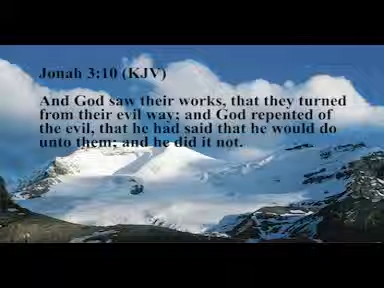 Jonah 3:10 (KJV)
And God saw their works, that they turned
from their evil way; and God repented of
the evil, that he had said that he would do
unto them; and he did it not.